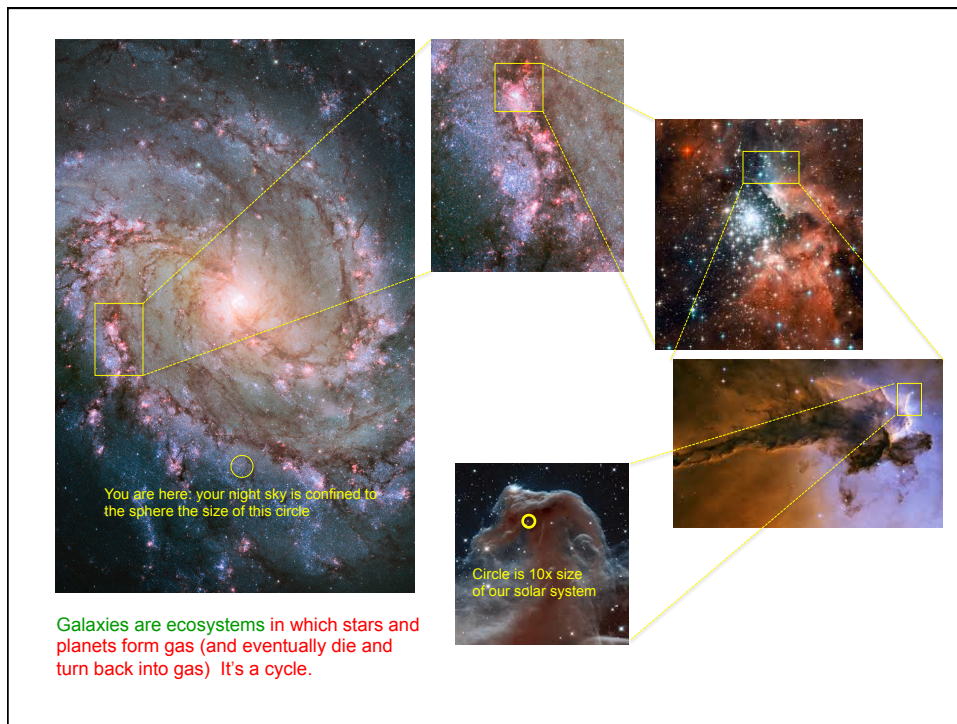 You are here: your night sky is confined to
the sphere the size of this circle
Circle is 10x size
of our solar system
Galaxies are ecosystems in which stars and
planets form gas (and eventually die and
turn back into gas)  It's a cycle.